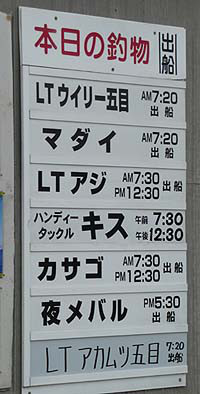 本日の釣物 出船
LTウイリー五目 AM7:20 出船
マダイ AM7:20 出船
LTアジ AM7:30 PM12:30 出船
ハンディータックル キス 午前7:30 午後12:30
カサゴ AM7:30 PM12:30 出船
夜メバル PM5:30 出船
LTアカムツ五目 7:20 出船